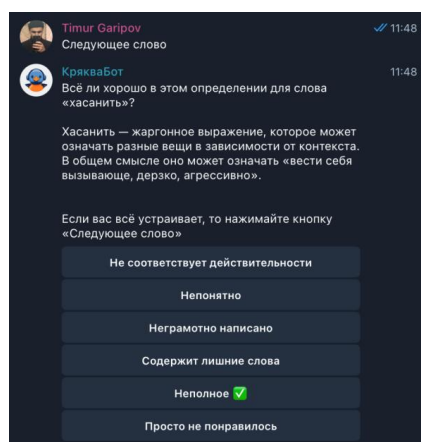 Timur Garipov 11:48
Следующее слово
КрякваБот 11:48
Всё ли хорошо в этом определении для слова
«хасанить»?
Хасанить — жаргонное выражение, которое может
означать разные вещи в зависимости от контекста.
В общем смысле оно может означать «вести себя
вызывающе, дерзко, агрессивно».
Если вас всё устраивает, то нажимайте кнопку
«Следующее слово»
Не соответствует действительности
Непонятно
Неграмотно написано
Содержит лишние слова
Неполное ✅
Просто не понравилось